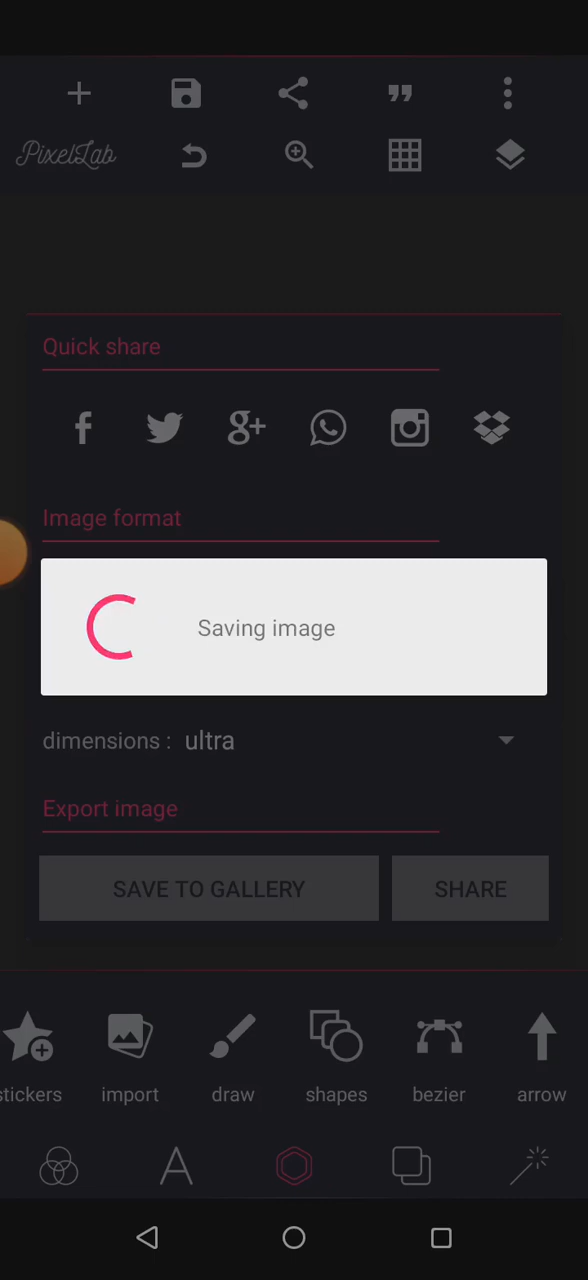 PixelLab
Quick share
Image format
Saving image
dimensions : ultra
Export image
SAVE TO GALLERY SHARE
stickers import draw shapes bezier arrow